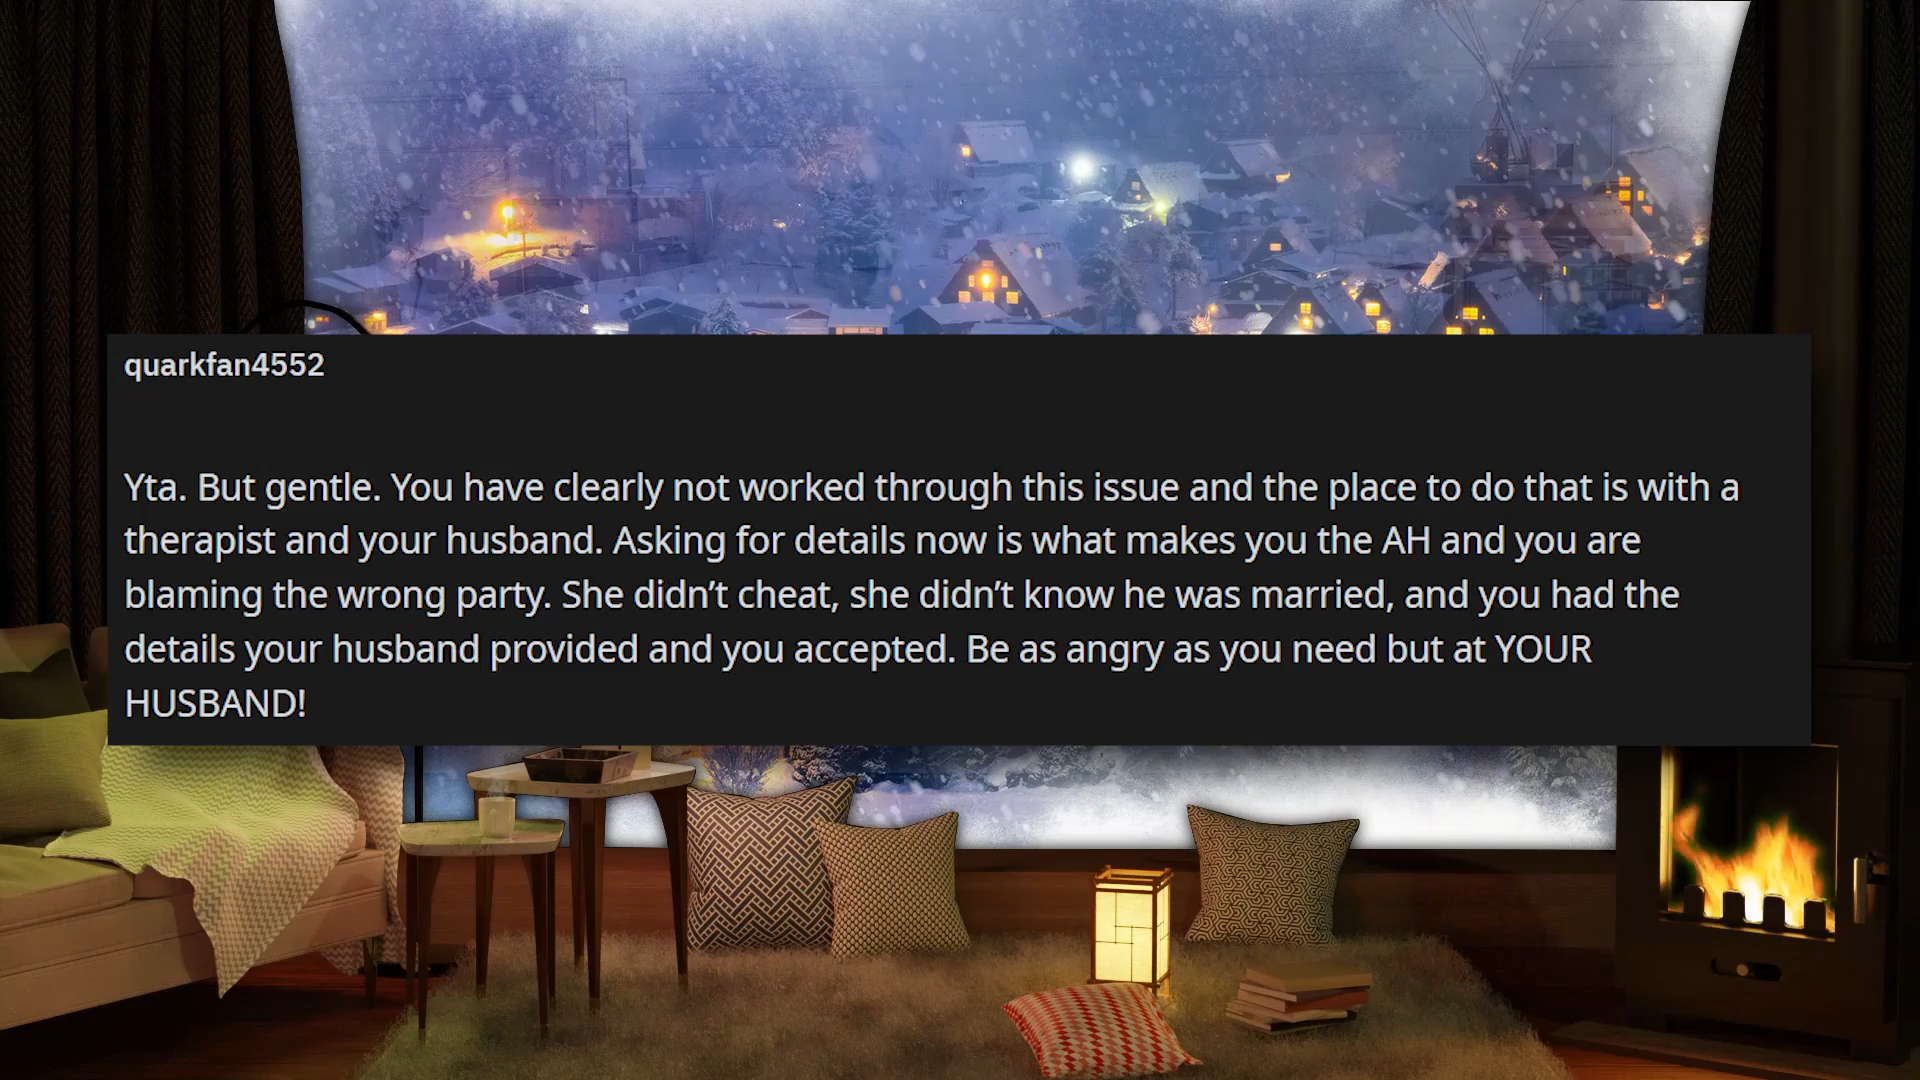 quarkfan4552
Yta. But gentle. You have clearly not worked through this issue and the place to do that is with a
therapist and your husband. Asking for details now is what makes you the AH and you are
blaming the wrong party. She didn’t cheat, she didn’t know he was married, and you had the
details your husband provided and you accepted. Be as angry as you need but at YOUR
HUSBAND!